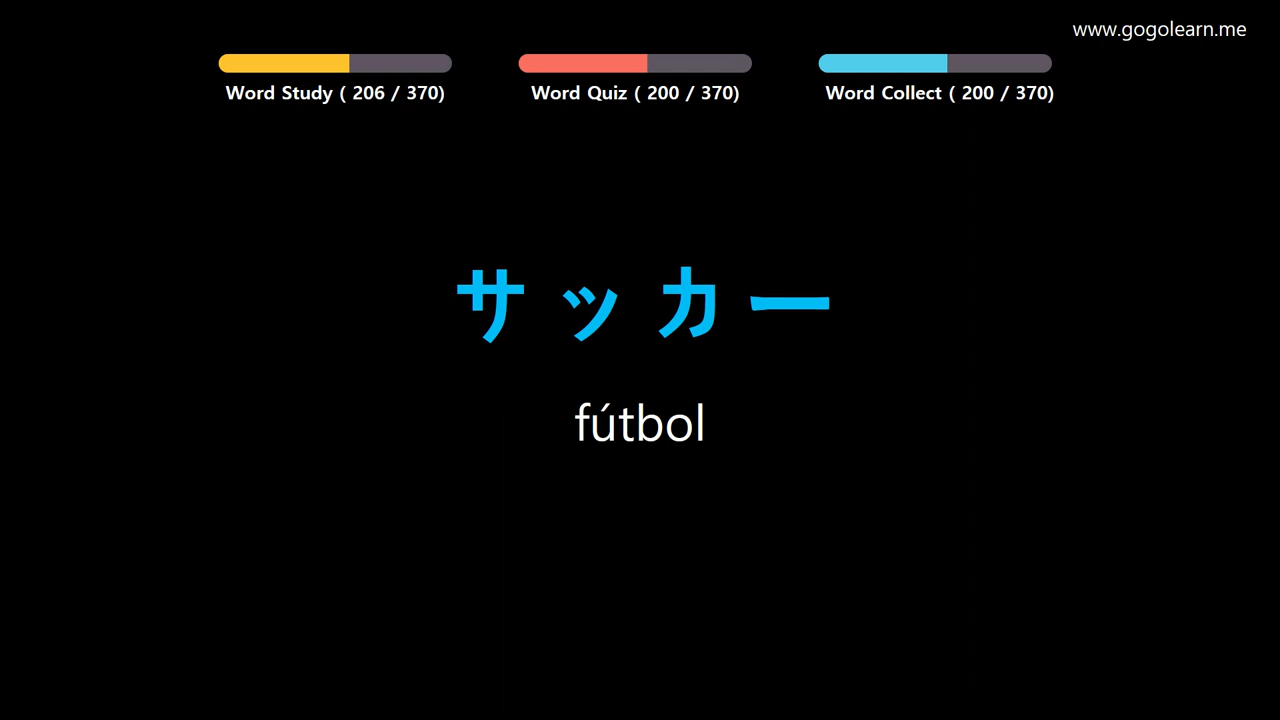 www.gogolearn.me
Word Study ( 206 / 370)
Word Quiz ( 200 / 370)
Word Collect ( 200 / 370)
サッカー
fútbol